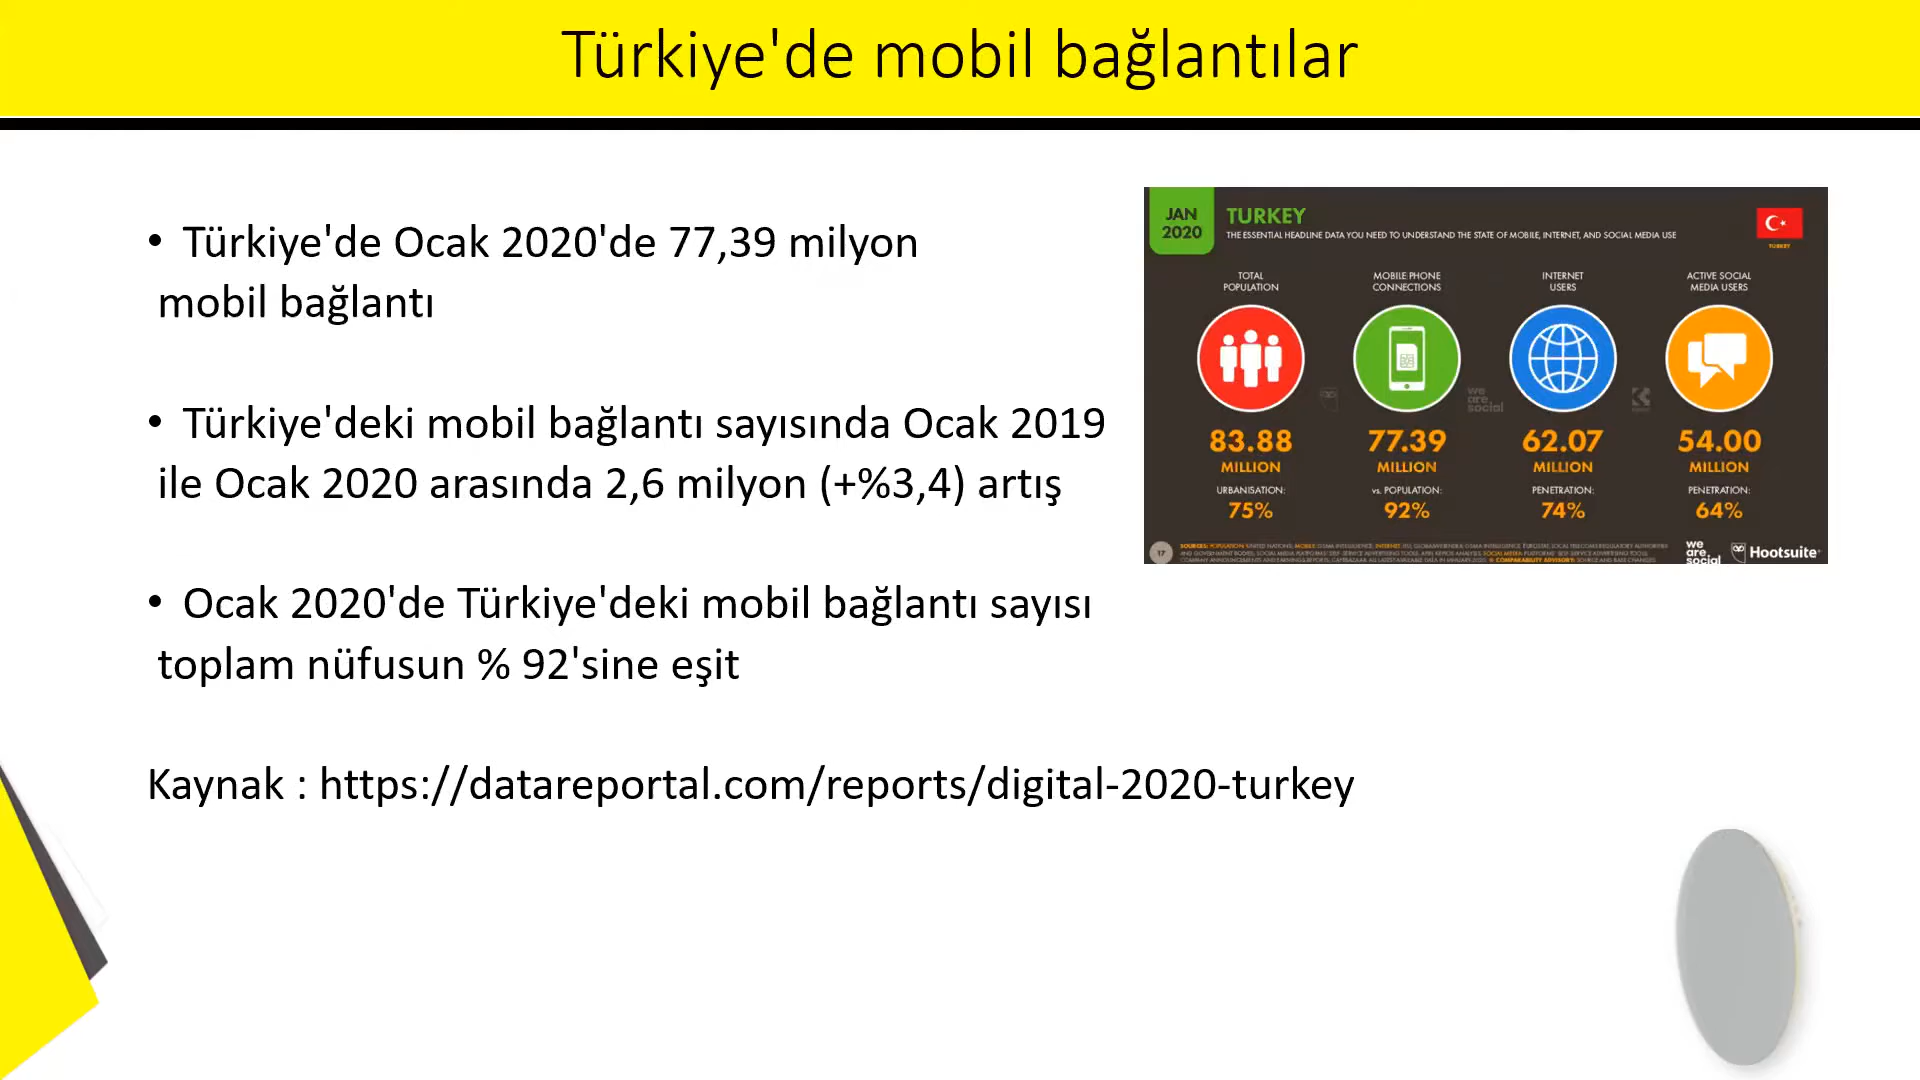 Türkiye'de mobil bağlantılar
• Türkiye'de Ocak 2020'de 77,39 milyon
mobil bağlantı
• Türkiye'deki mobil bağlantı sayısında Ocak 2019
ile Ocak 2020 arasında 2,6 milyon (+%3,4) artış
• Ocak 2020'de Türkiye'deki mobil bağlantı sayısı
toplam nüfusun % 92'sine eşit
Kaynak : https://datareportal.com/reports/digital-2020-turkey
JAN
2020
TURKEY
THE ESSENTIAL HEADLINE DATA YOU NEED TO UNDERSTAND THE STATE OF MOBILE, INTERNET, AND SOCIAL MEDIA USE
TURKEY
TOTAL
POPULATION
83.88
MILLION
URBANISATION:
75%
MOBILE PHONE
CONNECTIONS
77.39
MILLION
vs. POPULATION:
92%
INTERNET
USERS
62.07
MILLION
PENETRATION:
74%
ACTIVE SOCIAL
MEDIA USERS
54.00
MILLION
PENETRATION:
64%
we
are
social
17
we
are
social
Hootsuite